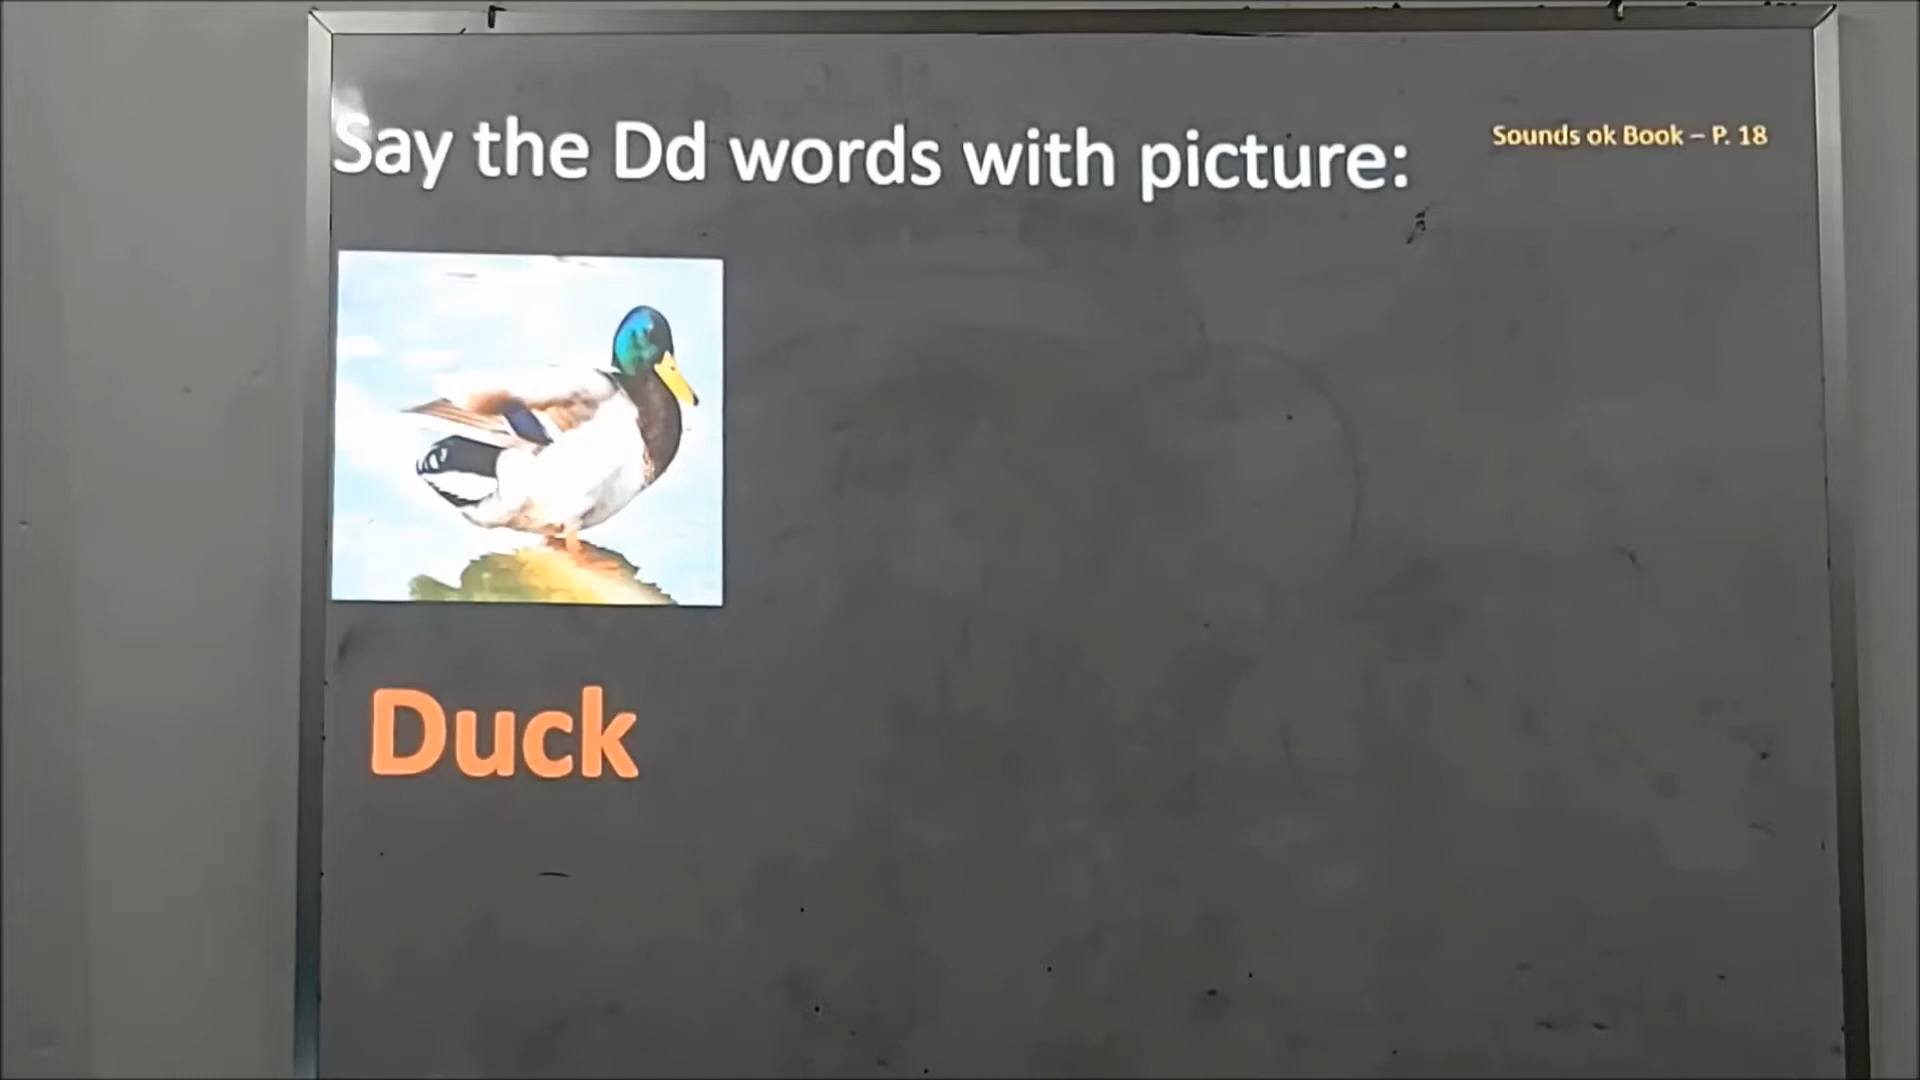 Say the Dd words with picture:
Sounds ok Book – P. 18
Duck